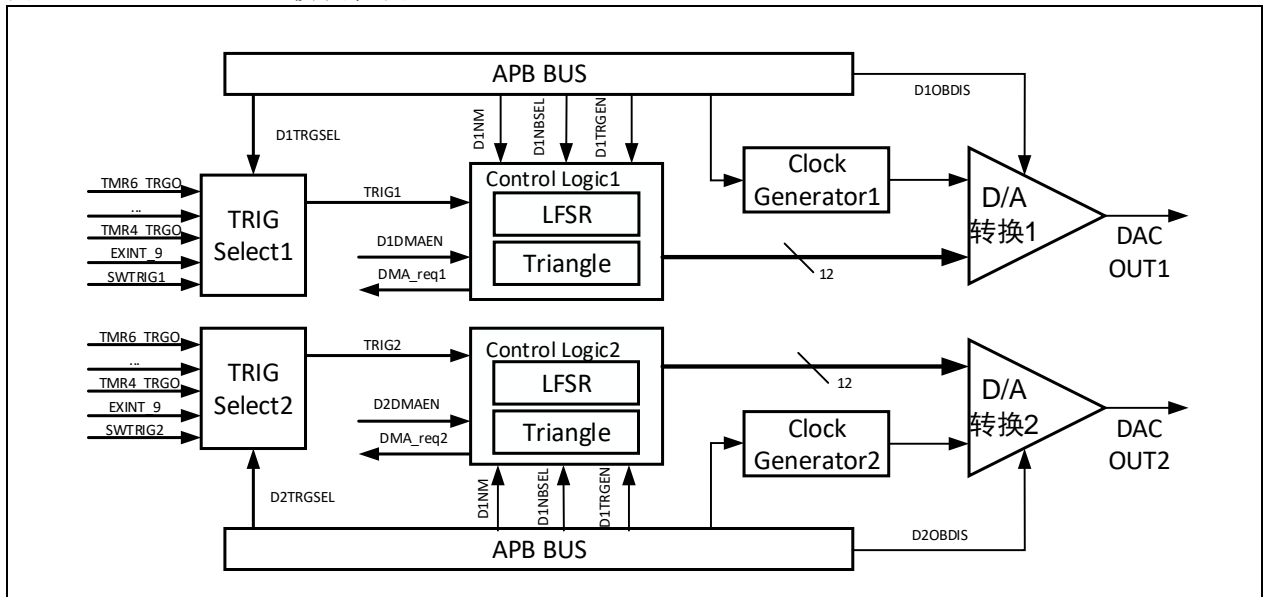 APB BUS
D1OBDIS
D1TRGSEL
D1NM
D1NBSEL
D1TRGEN
TMR6_TRGO
...
TMR4_TRGO
EXINT_9
SWTRIG1
TRIG
Select1
TRIG1
D1DMAEN
DMA_req1
Control Logic1
LFSR
Triangle
Clock
Generator1
12
D/A
转换1
DAC
OUT1
TMR6_TRGO
...
TMR4_TRGO
EXINT_9
SWTRIG2
TRIG
Select2
TRIG2
D2DMAEN
DMA_req2
Control Logic2
LFSR
Triangle
12
Clock
Generator2
D/A
转换2
DAC
OUT2
D2TRGSEL
D1NM
D1NBSEL
D1TRGEN
D2OBDIS
APB BUS